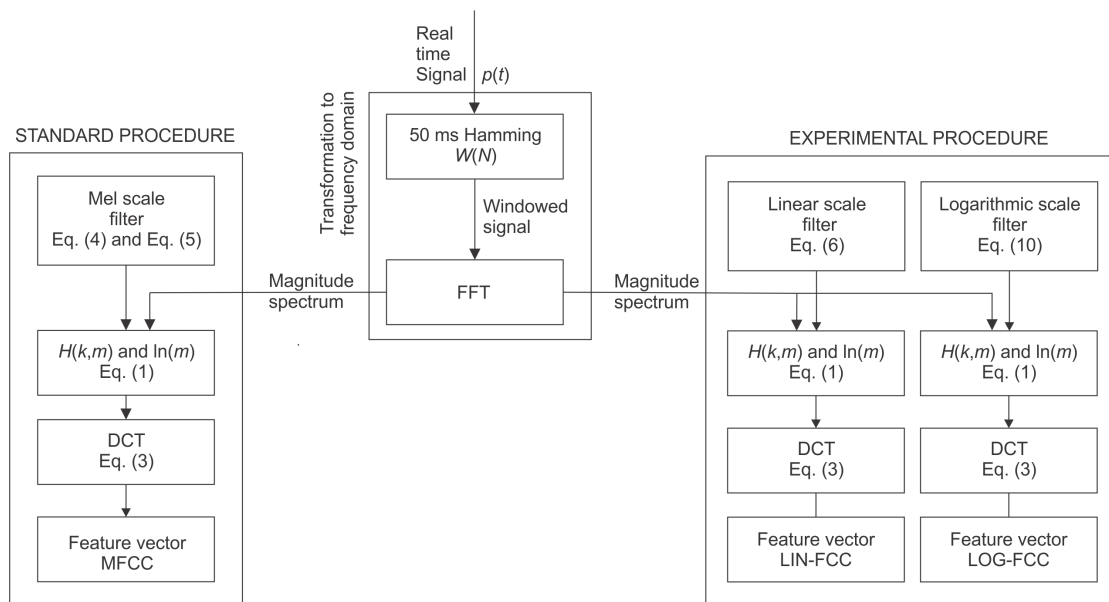 Real
time
Signal p(t)
Transformation to
frequency domain
50 ms Hamming
W(N)
Windowed
signal
FFT
Magnitude
spectrum
Magnitude
spectrum
STANDARD PROCEDURE
Mel scale
filter
Eq. (4) and Eq. (5)
H(k,m) and ln(m)
Eq. (1)
DCT
Eq. (3)
Feature vector
MFCC
EXPERIMENTAL PROCEDURE
Linear scale
filter
Eq. (6)
H(k,m) and ln(m)
Eq. (1)
DCT
Eq. (3)
Feature vector
LIN-FCC
Logarithmic scale
filter
Eq. (10)
H(k,m) and ln(m)
Eq. (1)
DCT
Eq. (3)
Feature vector
LOG-FCC